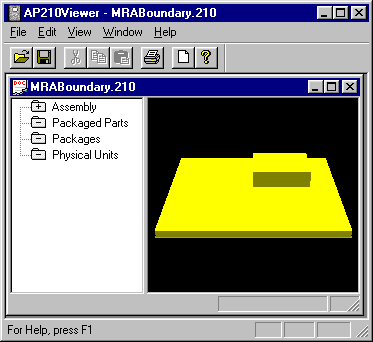 AP210Viewer - MRABoundary.210
File Edit View Window Help
MRABoundary.210
Assembly
Packaged Parts
Packages
Physical Units
For Help, press F1